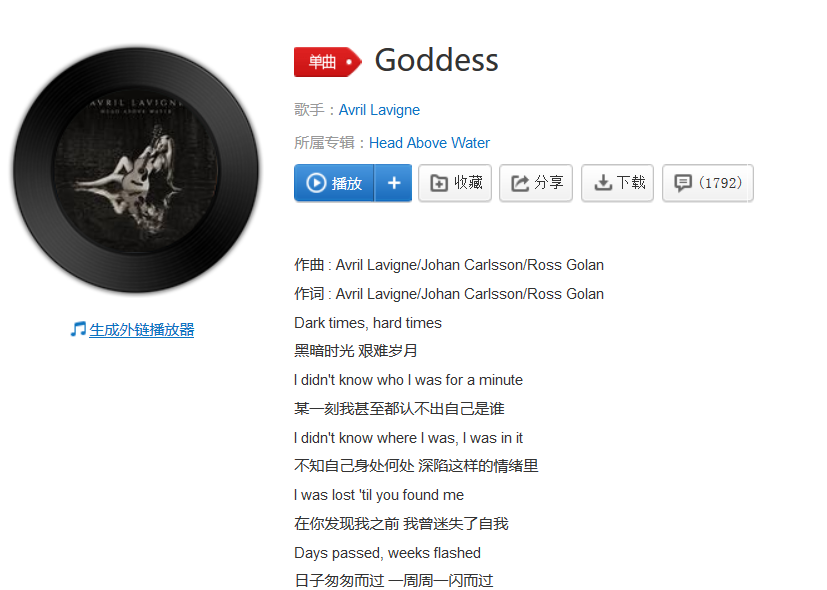 单曲
Goddess
歌手：Avril Lavigne
所属专辑：Head Above Water
播放 +
收藏
分享
下载
（1792）
AVRIL LAVIGNE
HEAD ABOVE WATER
生成外链播放器
作曲 : Avril Lavigne/Johan Carlsson/Ross Golan
作词 : Avril Lavigne/Johan Carlsson/Ross Golan
Dark times, hard times
黑暗时光 艰难岁月
I didn't know who I was for a minute
某一刻我甚至都认不出自己是谁
I didn't know where I was, I was in it
不知自己身处何处 深陷这样的情绪里
I was lost 'til you found me
在你发现我之前 我曾迷失了自我
Days passed, weeks flashed
日子匆匆而过 一周周一闪而过